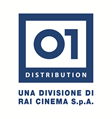 01
DISTRIBUTION
UNA DIVISIONE DI
RAI CINEMA S.p.A.